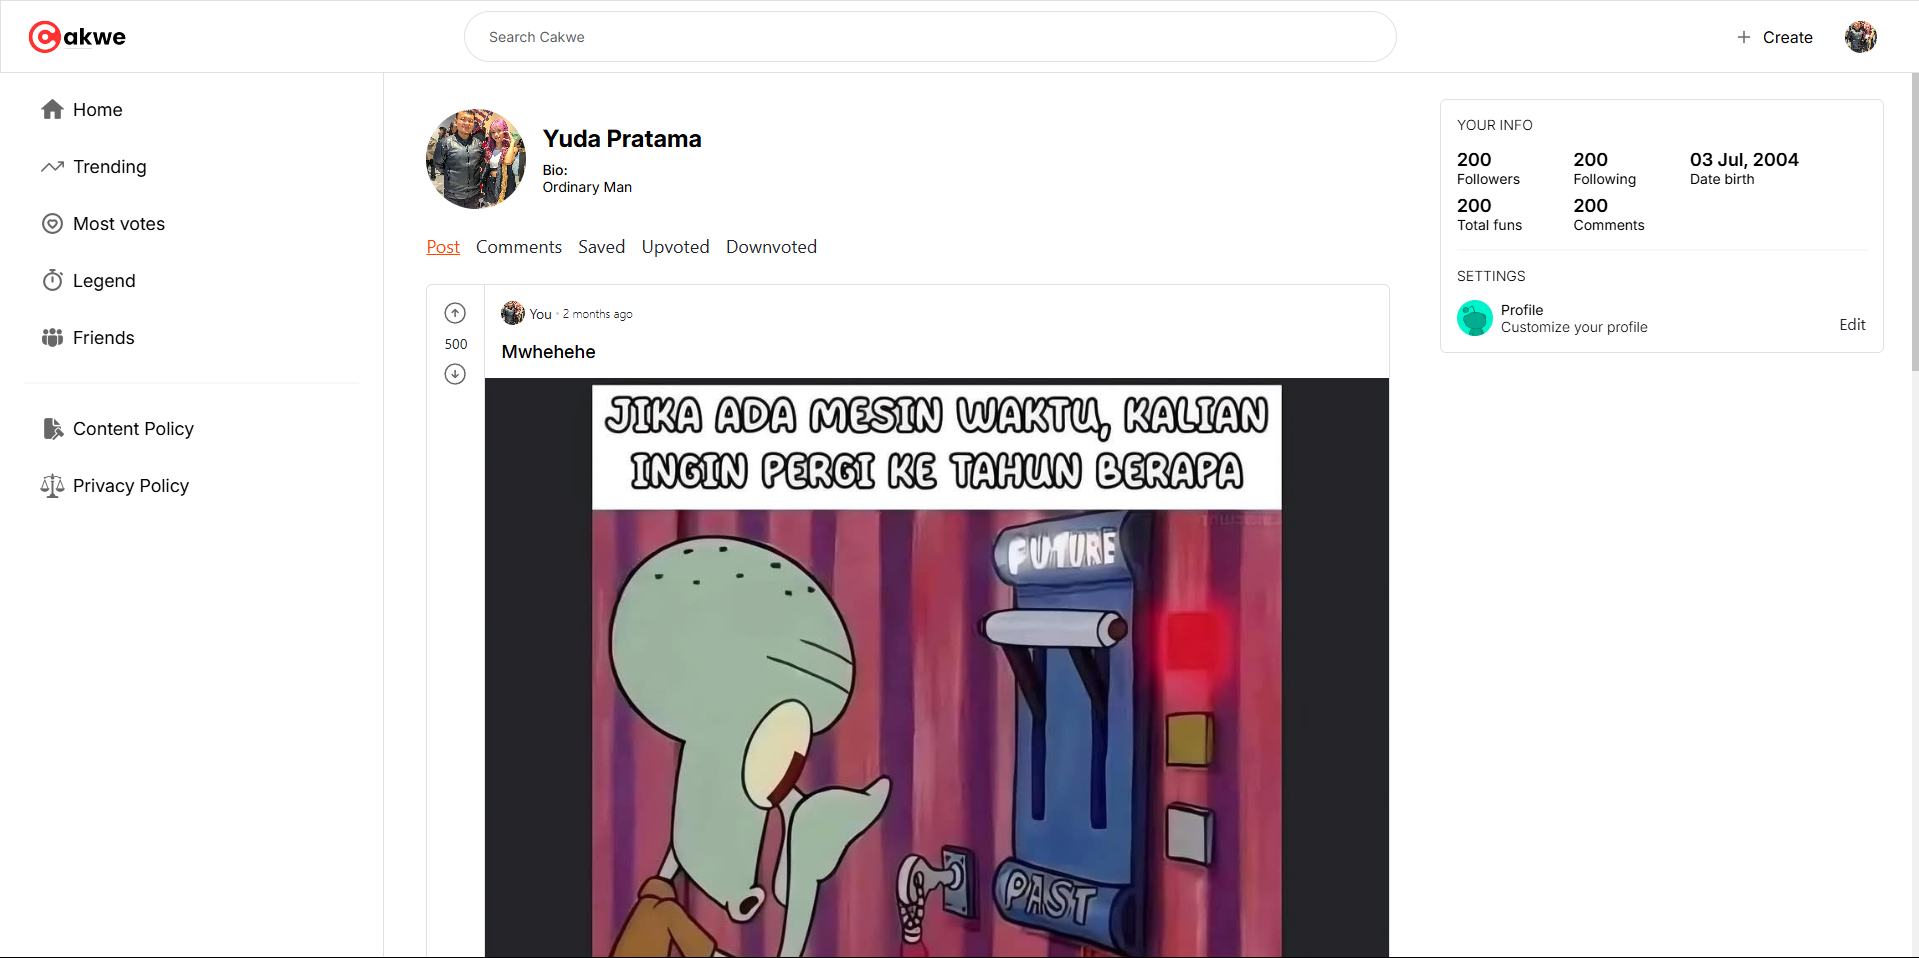 Cakwe
Search Cakwe
Create
Home
Trending
Most votes
Legend
Friends
Content Policy
Privacy Policy
Yuda Pratama
Bio:
Ordinary Man
Post Comments Saved Upvoted Downvoted
500
You • 2 months ago
Mwhehehe
JIKA ADA MESIN WAKTU, KALIAN
INGIN PERGI KE TAHUN BERAPA
FUTURE
PAST
YOUR INFO
200 200 03 Jul, 2004
Followers Following Date birth
200 200
Total funs Comments
SETTINGS
Profile
Customize your profile
Edit